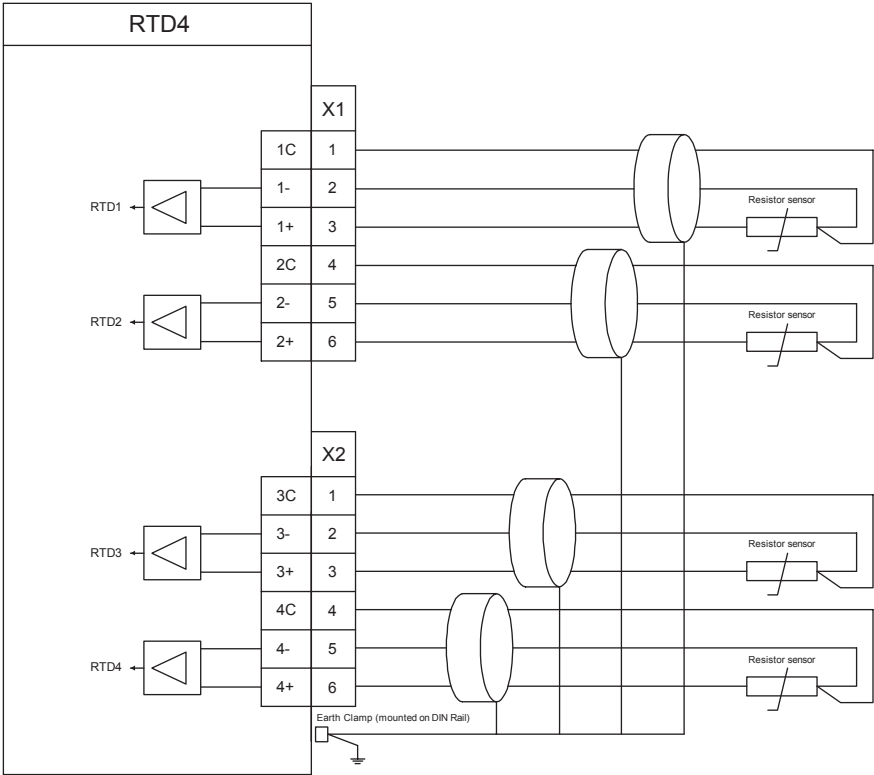 RTD4
X1
1C 1
1- 2
RTD1
Resistor sensor
1+ 3
2C 4
2- 5
RTD2
Resistor sensor
2+ 6
X2
3C 1
3- 2
RTD3
Resistor sensor
3+ 3
4C 4
4- 5
RTD4
Resistor sensor
4+ 6
Earth Clamp (mounted on DIN Rail)